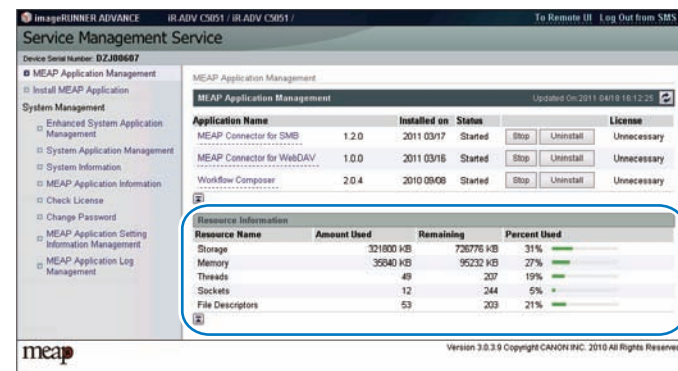 imageRUNNER ADVANCE iR-ADV C5051 / iR-ADV C5051 / To Remote UI Log Out from SMS
Service Management Service
Device Serial Number: DZJ00607
MEAP Application Management
Install MEAP Application
System Management
Enhanced System Application
Management
System Application Management
System Information
MEAP Application Information
Check License
Change Password
MEAP Application Setting
Information Management
MEAP Application Log
Management
MEAP Application Management
MEAP Application Management Updated On:2011 04/19 16:12:25
Application Name Installed on Status License
MEAP Connector for SMB 1.2.0 2011 03/17 Started Stop Uninstall Unnecessary
MEAP Connector for WebDAV 1.0.0 2011 03/16 Started Stop Uninstall Unnecessary
Workflow Composer 2.0.4 2010 09/08 Started Stop Uninstall Unnecessary
Resource Information
Resource Name Amount Used Remaining Percent Used
Storage 321800 KB 726776 KB 31%
Memory 35840 KB 95232 KB 27%
Threads 49 207 19%
Sockets 12 244 5%
File Descriptors 53 203 21%
meap Version 3.0.3.9 Copyright CANON INC. 2010 All Rights Reserved